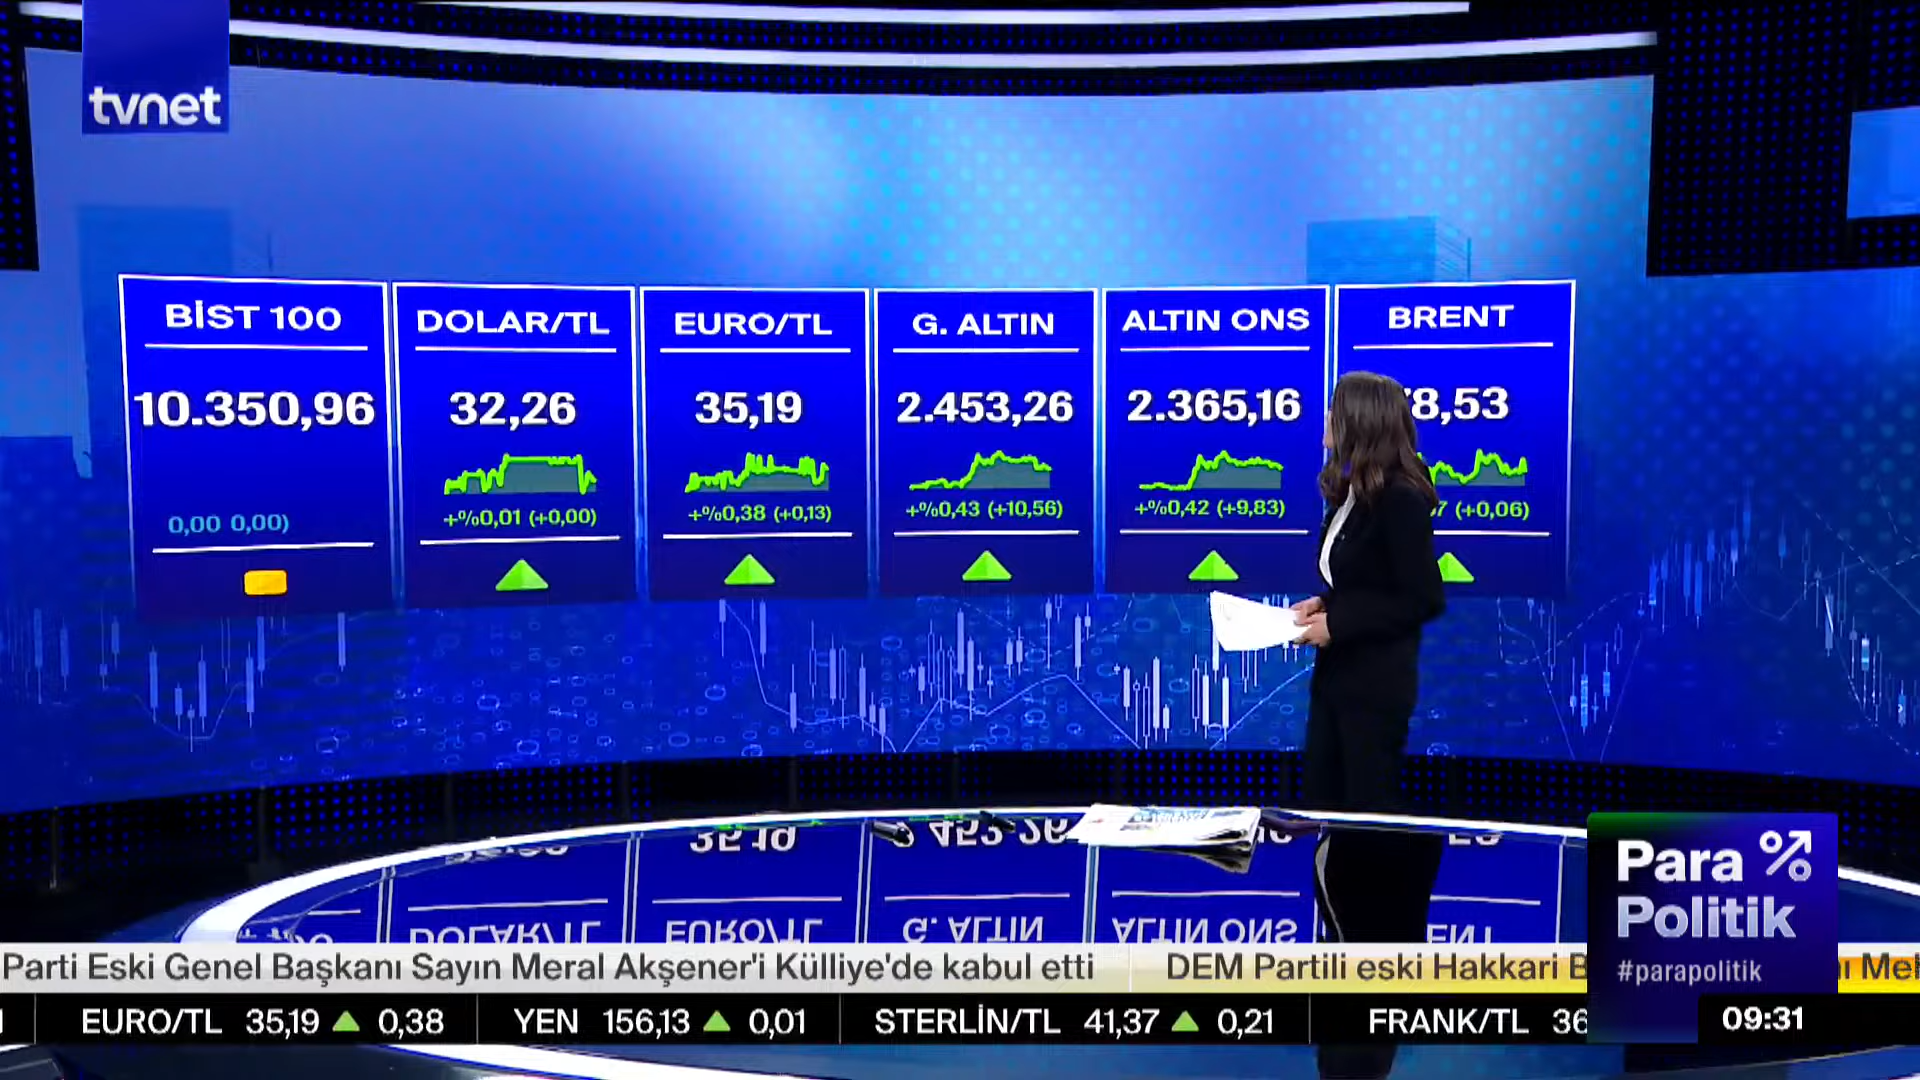 tvnet
BİST 100
10.350,96
0,00 0,00)
DOLAR/TL
32,26
+%0,01 (+0,00)
EURO/TL
35,19
+%0,38 (+0,13)
G. ALTIN
2.453,26
+%0,43 (+10,56)
ALTIN ONS
2.365,16
+%0,42 (+9,83)
BRENT
8,53
7 (+0,06)
Para
Politik
#parapolitik
Parti Eski Genel Başkanı Sayın Meral Akşener'i Külliye'de kabul etti DEM Partili eski Hakkari
EURO/TL 35,19 0,38 YEN 156,13 0,01 STERLİN/TL 41,37 0,21 FRANK/TL 36
09:31